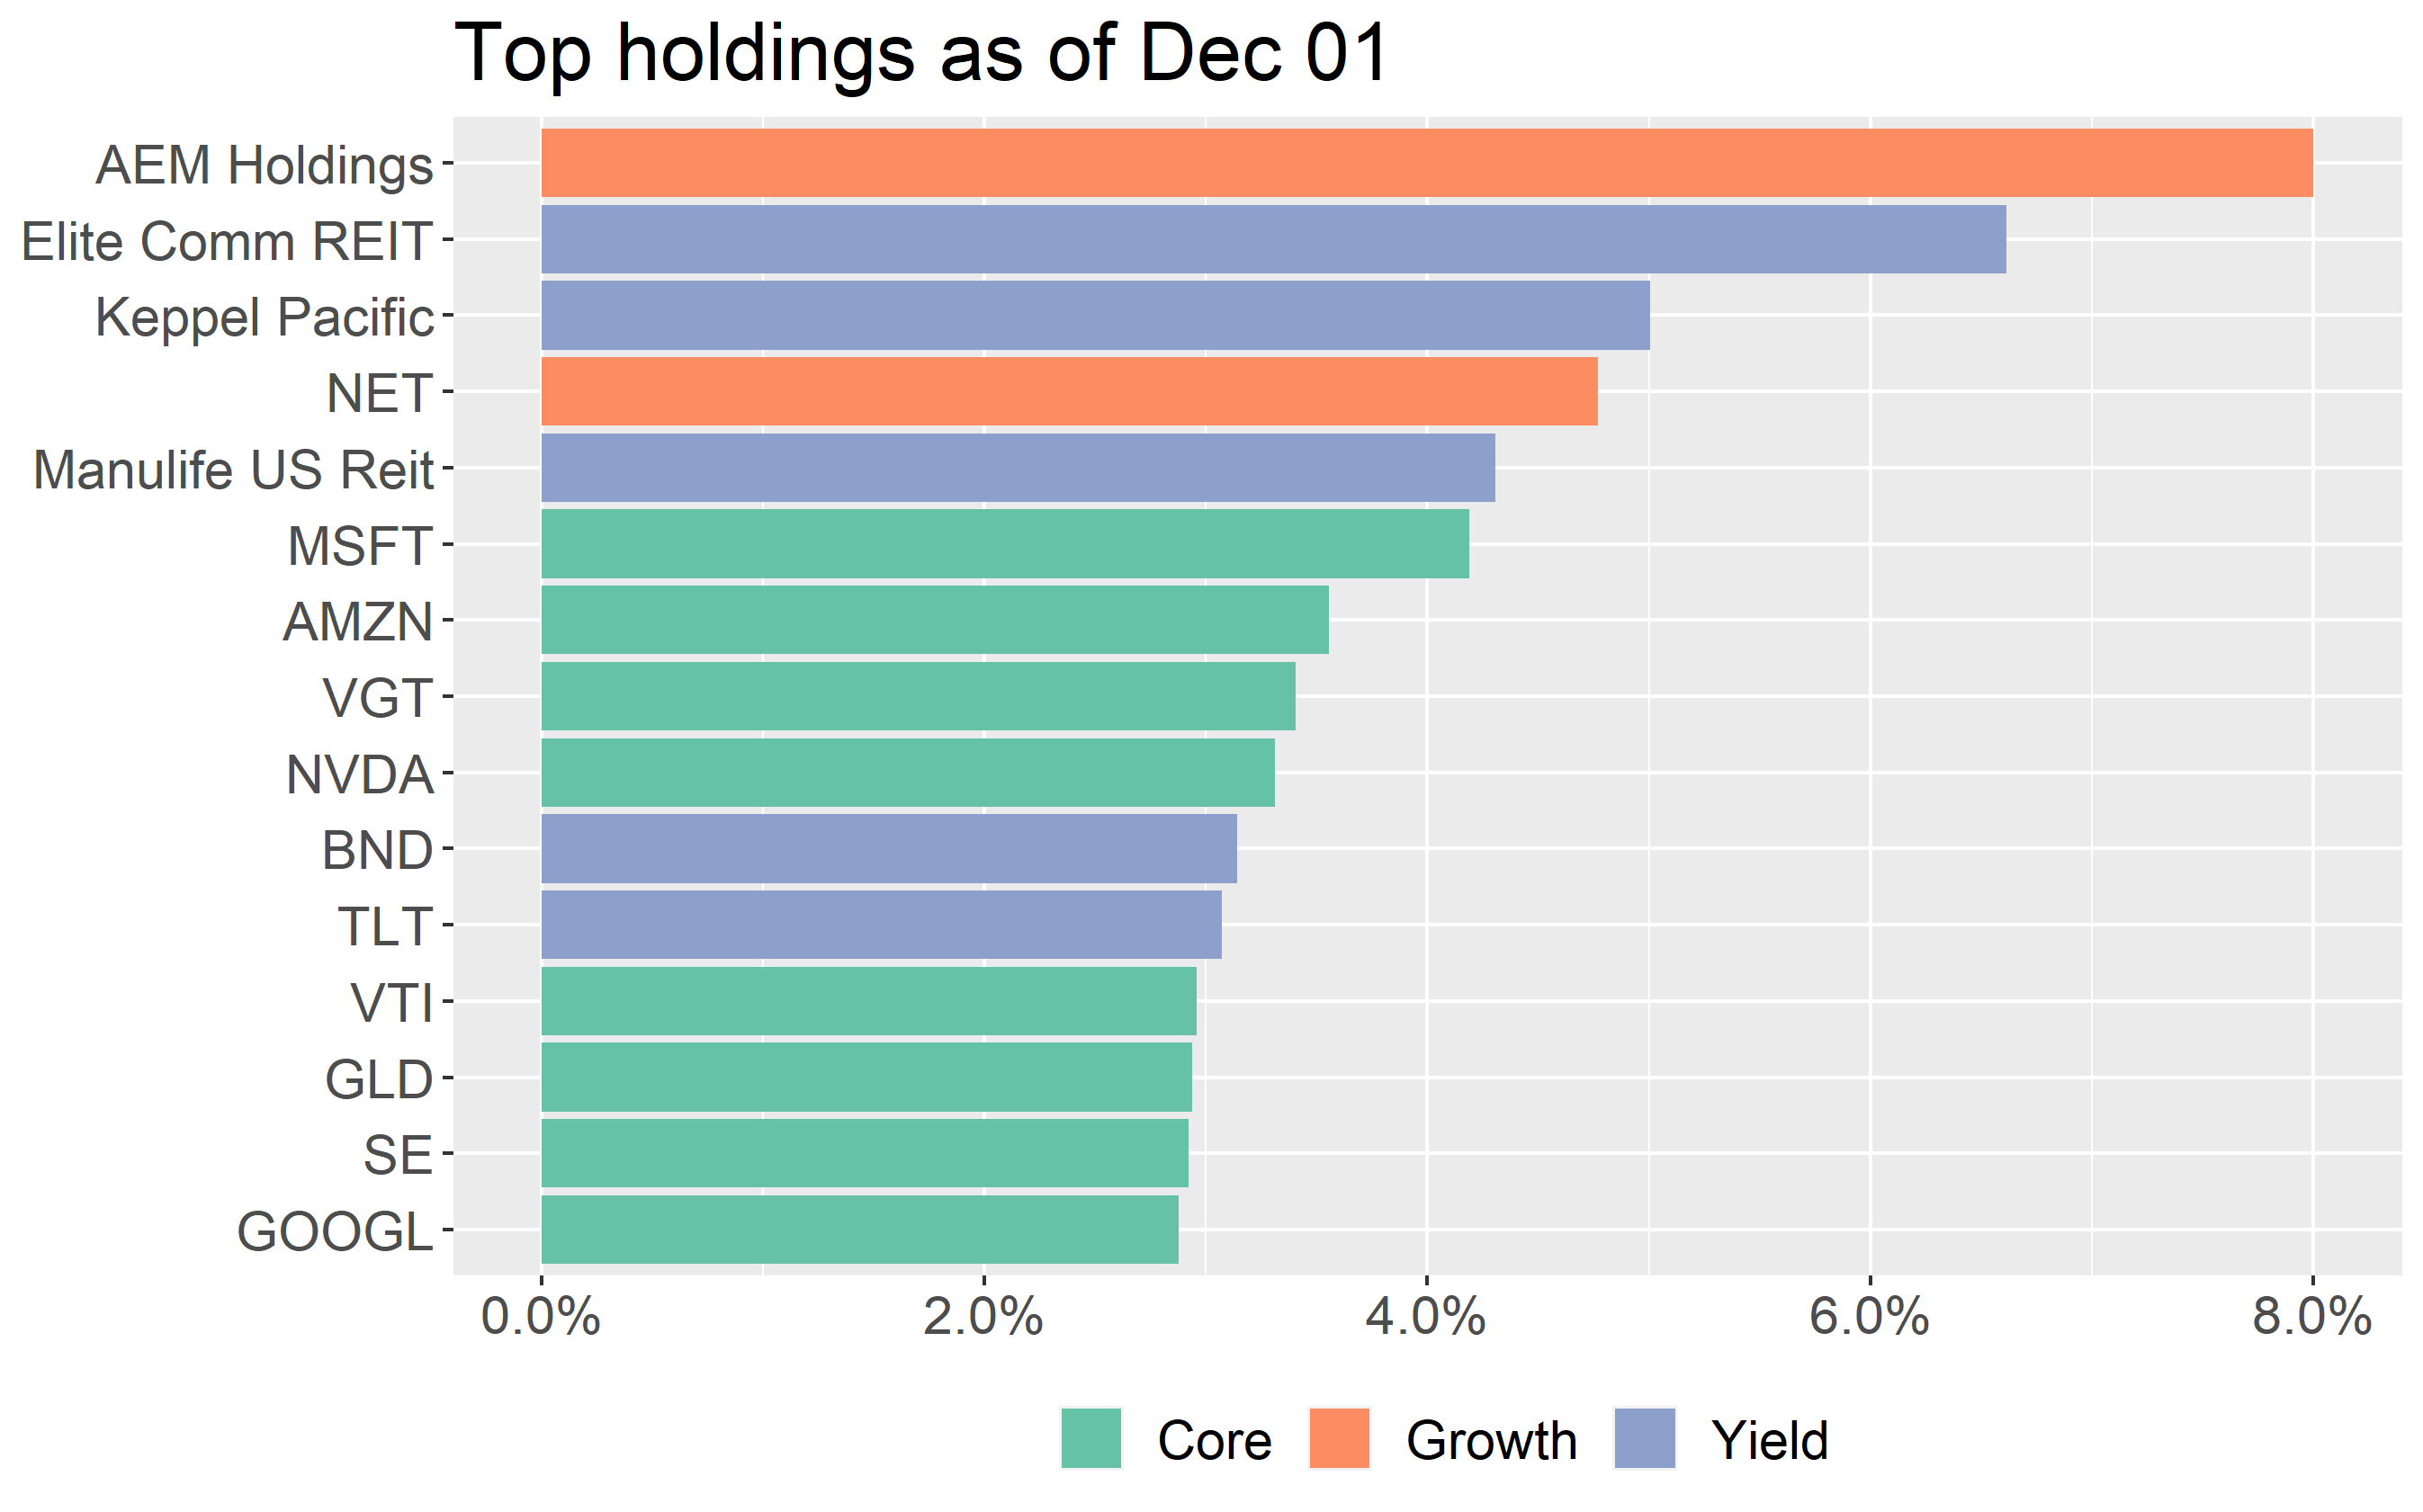 Top holdings as of Dec 01
AEM Holdings
Elite Comm REIT
Keppel Pacific
NET
Manulife US Reit
MSFT
AMZN
VGT
NVDA
BND
TLT
VTI
GLD
SE
GOOGL
0.0% 2.0% 4.0% 6.0% 8.0%
Core Growth Yield